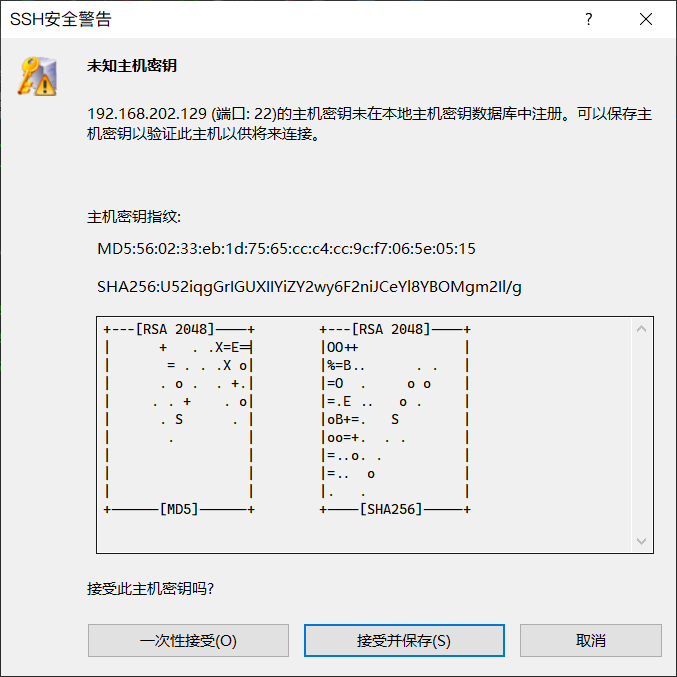 SSH安全警告
未知主机密钥
192.168.202.129 (端口: 22)的主机密钥未在本地主机密钥数据库中注册。可以保存主
机密钥以验证此主机以供将来连接。
主机密钥指纹:
MD5:56:02:33:eb:1d:75:65:cc:c4:cc:9c:f7:06:5e:05:15
+---[RSA 2048]----+        +---[RSA 2048]----+
|      +   . .X=E=|        |OO++             |
|       = . . .X o|        |%=B..      . .   |
|      . o .  . +.|        |=O  .     o o    |
|     . . +    . o|        |=.E ..   o .     |
|      . S      . |        |oB+=.   S        |
|       .         |        |oo=+.  . .       |
|                 |        |=..o. .          |
|                 |        |=..  o           |
|                 |        |.   .            |
+------[MD5]------+        +----[SHA256]-----+
接受此主机密钥吗?
一次性接受(O) 接受并保存(S) 取消